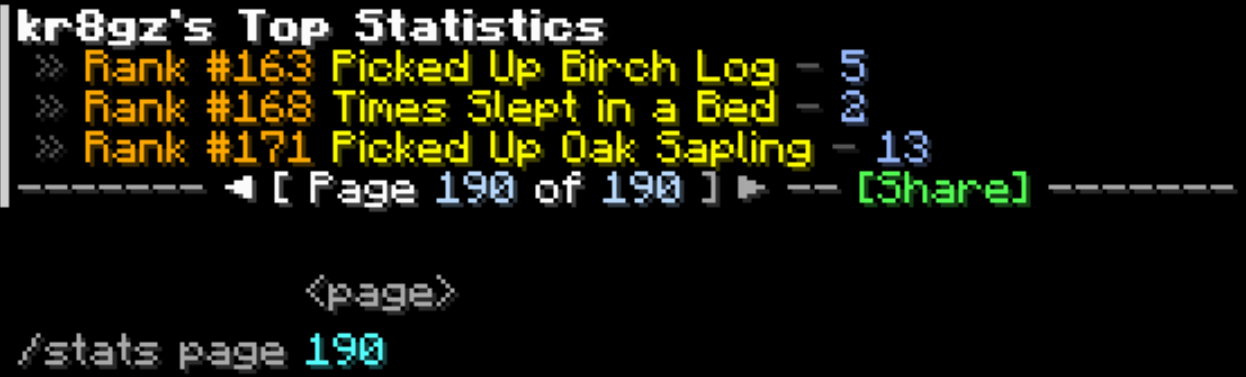 kr8gz's Top Statistics
» Rank #163 Picked Up Birch Log - 5
» Rank #168 Times Slept in a Bed - 2
» Rank #171 Picked Up Oak Sapling - 13
------- ◀ [ Page 190 of 190 ] ▶ -- [Share] -------
<page>
/stats page 190